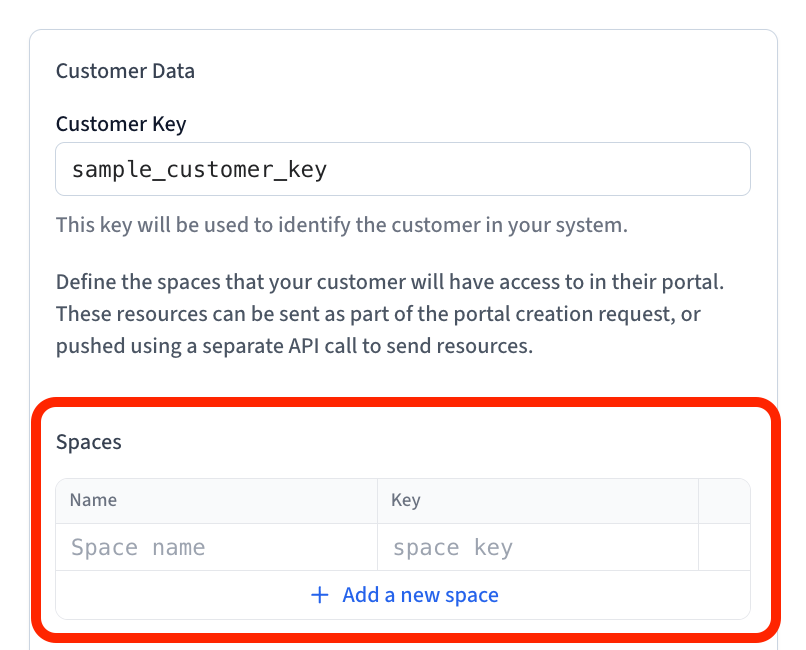 Customer Data
Customer Key
sample_customer_key
This key will be used to identify the customer in your system.
Define the spaces that your customer will have access to in their portal.
These resources can be sent as part of the portal creation request, or
pushed using a separate API call to send resources.
Spaces
Name Key
Space name space key
+ Add a new space